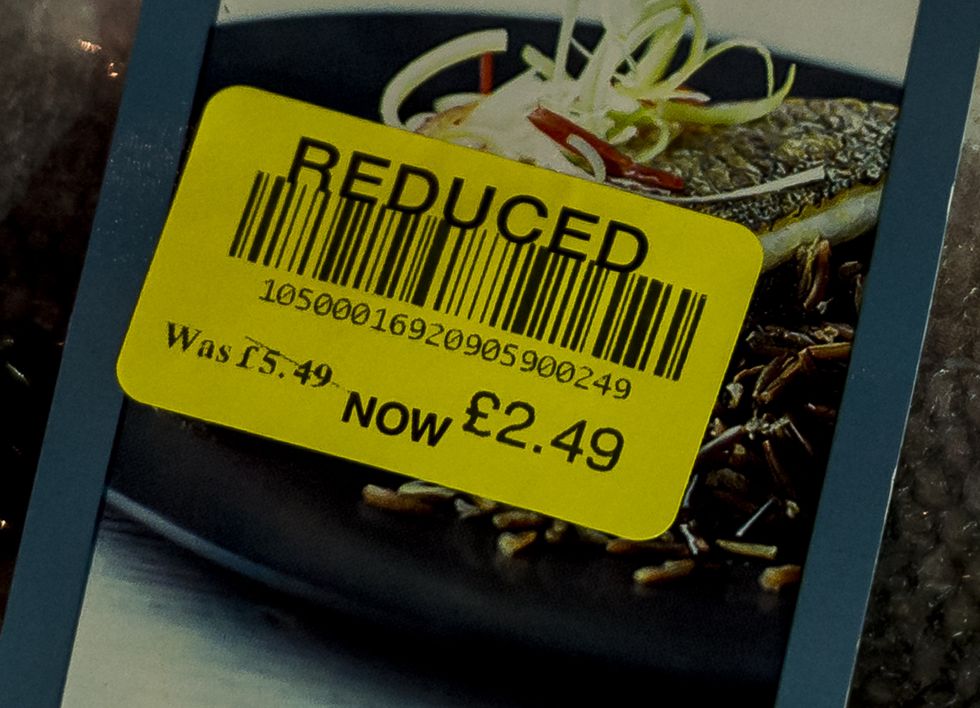 REDUCED
10500016920905900249
Was £5.49
NOW £2.49